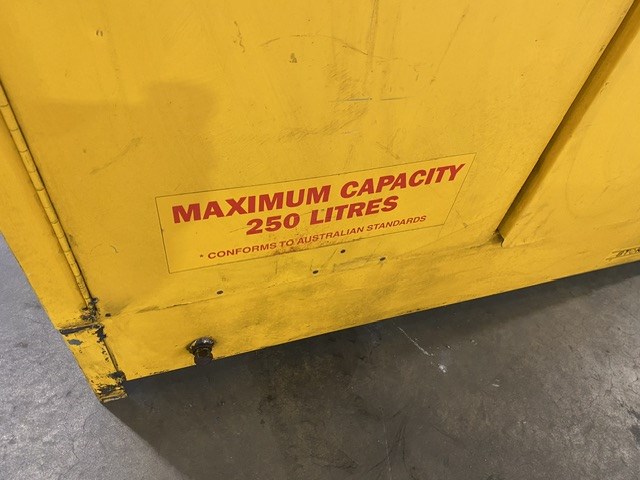 MAXIMUM CAPACITY
250 LITRES
* CONFORMS TO AUSTRALIAN STANDARDS